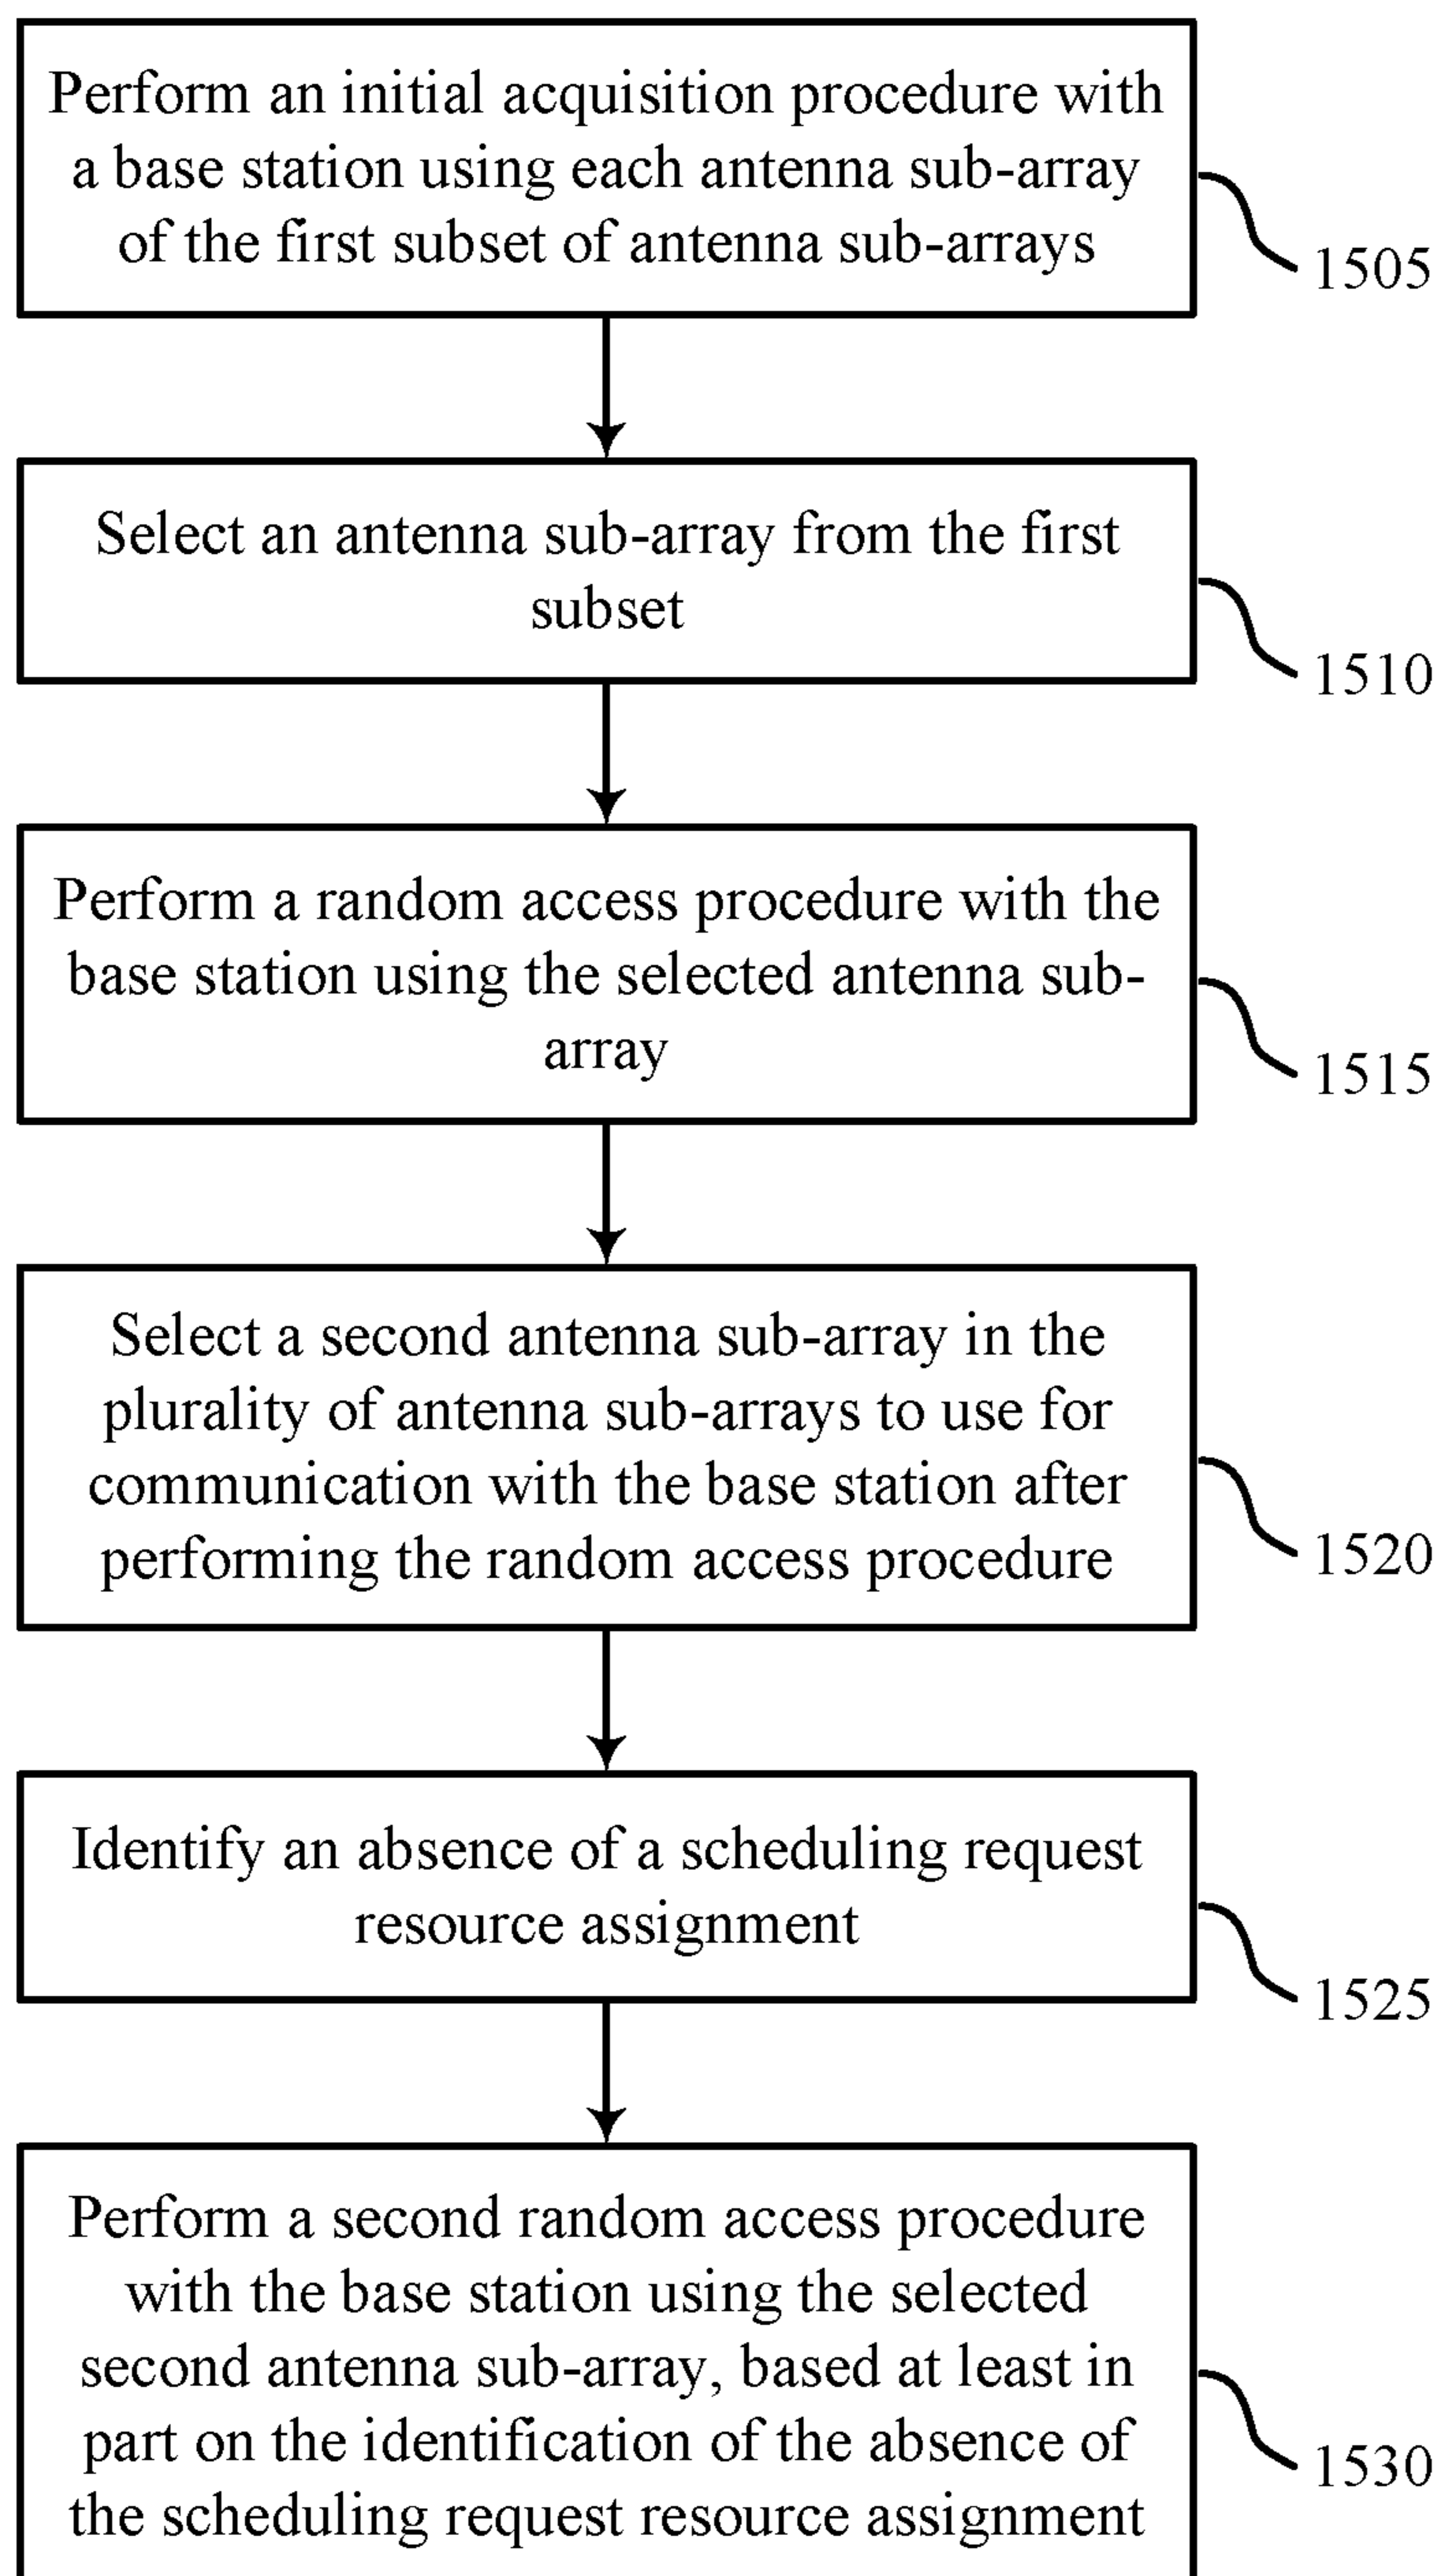 Perform an initial acquisition procedure with
a base station using each antenna sub-array
of the first subset of antenna sub-arrays
1505
Select an antenna sub-array from the first
subset
1510
Perform a random access procedure with the
base station using the selected antenna sub-
array
1515
Select a second antenna sub-array in the
plurality of antenna sub-arrays to use for
communication with the base station after
performing the random access procedure
1520
Identify an absence of a scheduling request
resource assignment
1525
Perform a second random access procedure
with the base station using the selected
second antenna sub-array, based at least in
part on the identification of the absence of
the scheduling request resource assignment
1530